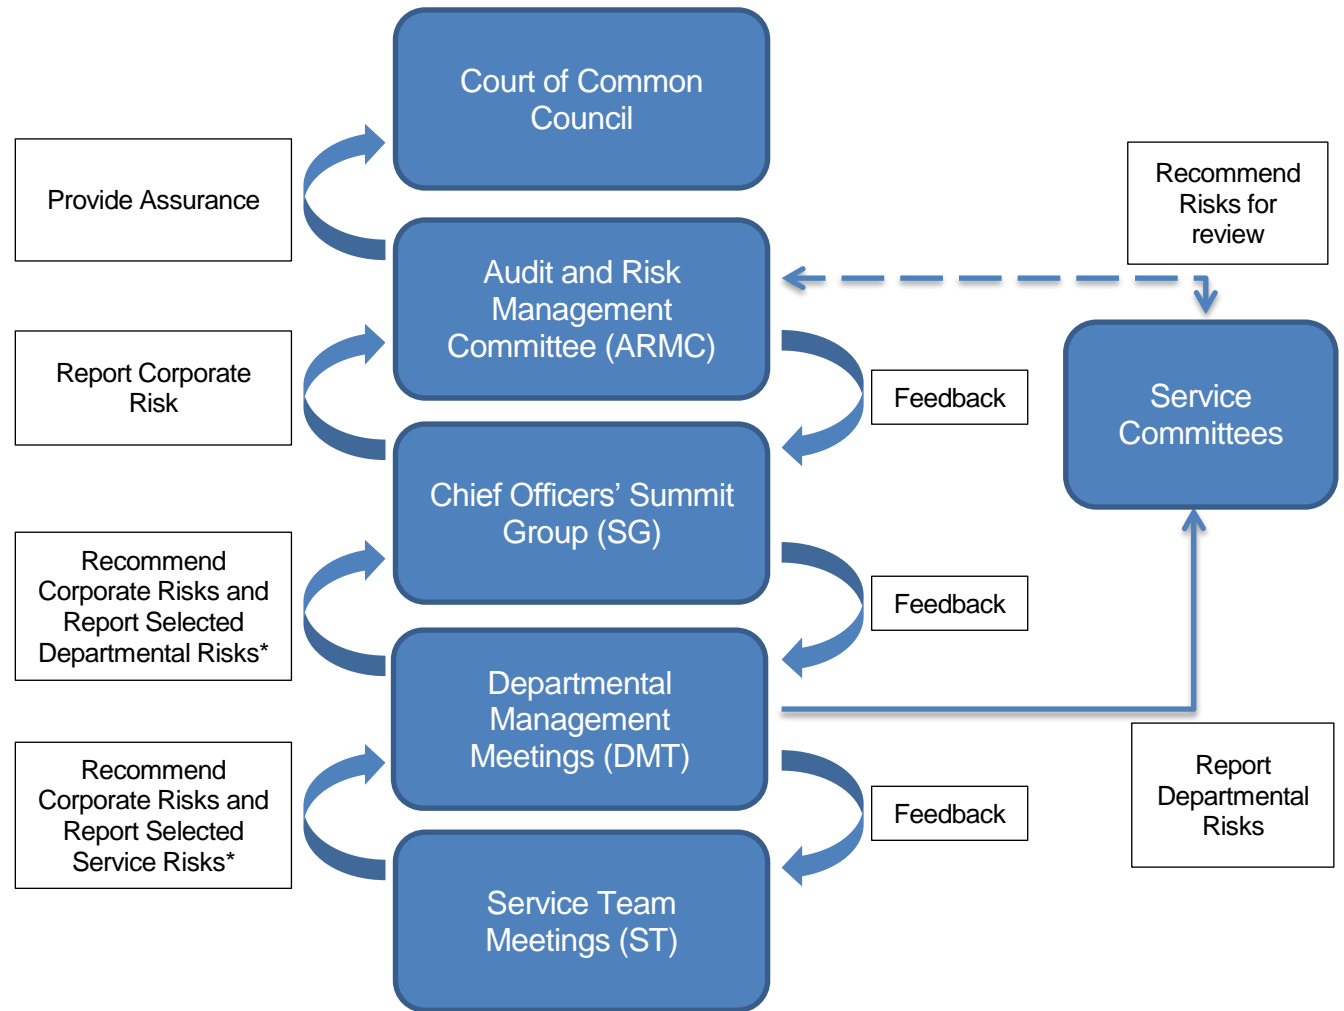 Court of Common
Council
Provide Assurance
Recommend
Risks for
review
Audit and Risk
Management
Committee (ARMC)
Report Corporate
Risk
Feedback
Service
Committees
Chief Officers’ Summit
Group (SG)
Recommend
Corporate Risks and
Report Selected
Departmental Risks*
Feedback
Departmental
Management
Meetings (DMT)
Recommend
Corporate Risks and
Report Selected
Service Risks*
Feedback
Report
Departmental
Risks
Service Team
Meetings (ST)